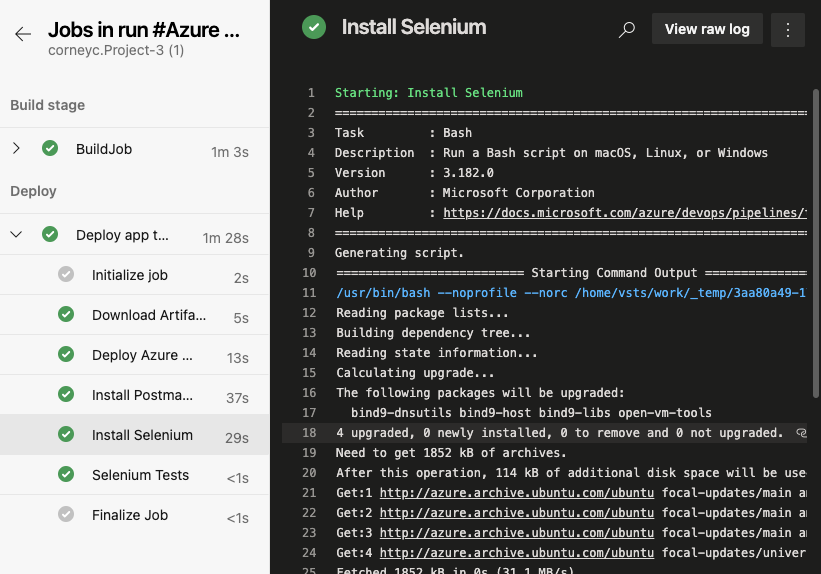 Jobs in run #Azure ...
corneyc.Project-3 (1)
Build stage
BuildJob 1m 3s
Deploy
Deploy app t... 1m 28s
Initialize job 2s
Download Artifa... 5s
Deploy Azure ... 13s
Install Postma... 37s
Install Selenium 29s
Selenium Tests <1s
Finalize Job <1s
Install Selenium
View raw log
1 Starting: Install Selenium
2 ==============================================================================
3 Task : Bash
4 Description : Run a Bash script on macOS, Linux, or Windows
5 Version : 3.182.0
6 Author : Microsoft Corporation
7 Help : https://docs.microsoft.com/azure/devops/pipelines/
8 ==============================================================================
9 Generating script.
10 ========================== Starting Command Output ==============
11 /usr/bin/bash --noprofile --norc /home/vsts/work/_temp/3aa80a49-1
12 Reading package lists...
13 Building dependency tree...
14 Reading state information...
15 Calculating upgrade...
16 The following packages will be upgraded:
17 bind9-dnsutils bind9-host bind9-libs open-vm-tools
18 4 upgraded, 0 newly installed, 0 to remove and 0 not upgraded.
19 Need to get 1852 kB of archives.
20 After this operation, 114 kB of additional disk space will be use
21 Get:1 http://azure.archive.ubuntu.com/ubuntu focal-updates/main a
22 Get:2 http://azure.archive.ubuntu.com/ubuntu focal-updates/main a
23 Get:3 http://azure.archive.ubuntu.com/ubuntu focal-updates/main a
24 Get:4 http://azure.archive.ubuntu.com/ubuntu focal-updates/univer
25 Fetched 1852 kB in 0s (31.1 MB/s)